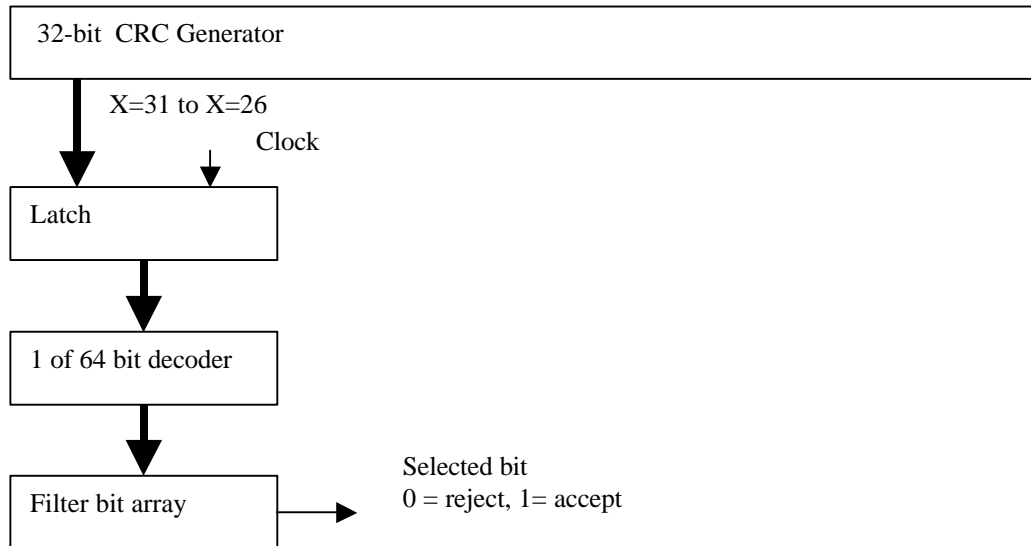 32-bit CRC Generator
X=31 to X=26
Clock
Latch
1 of 64 bit decoder
Filter bit array
Selected bit
0 = reject, 1= accept